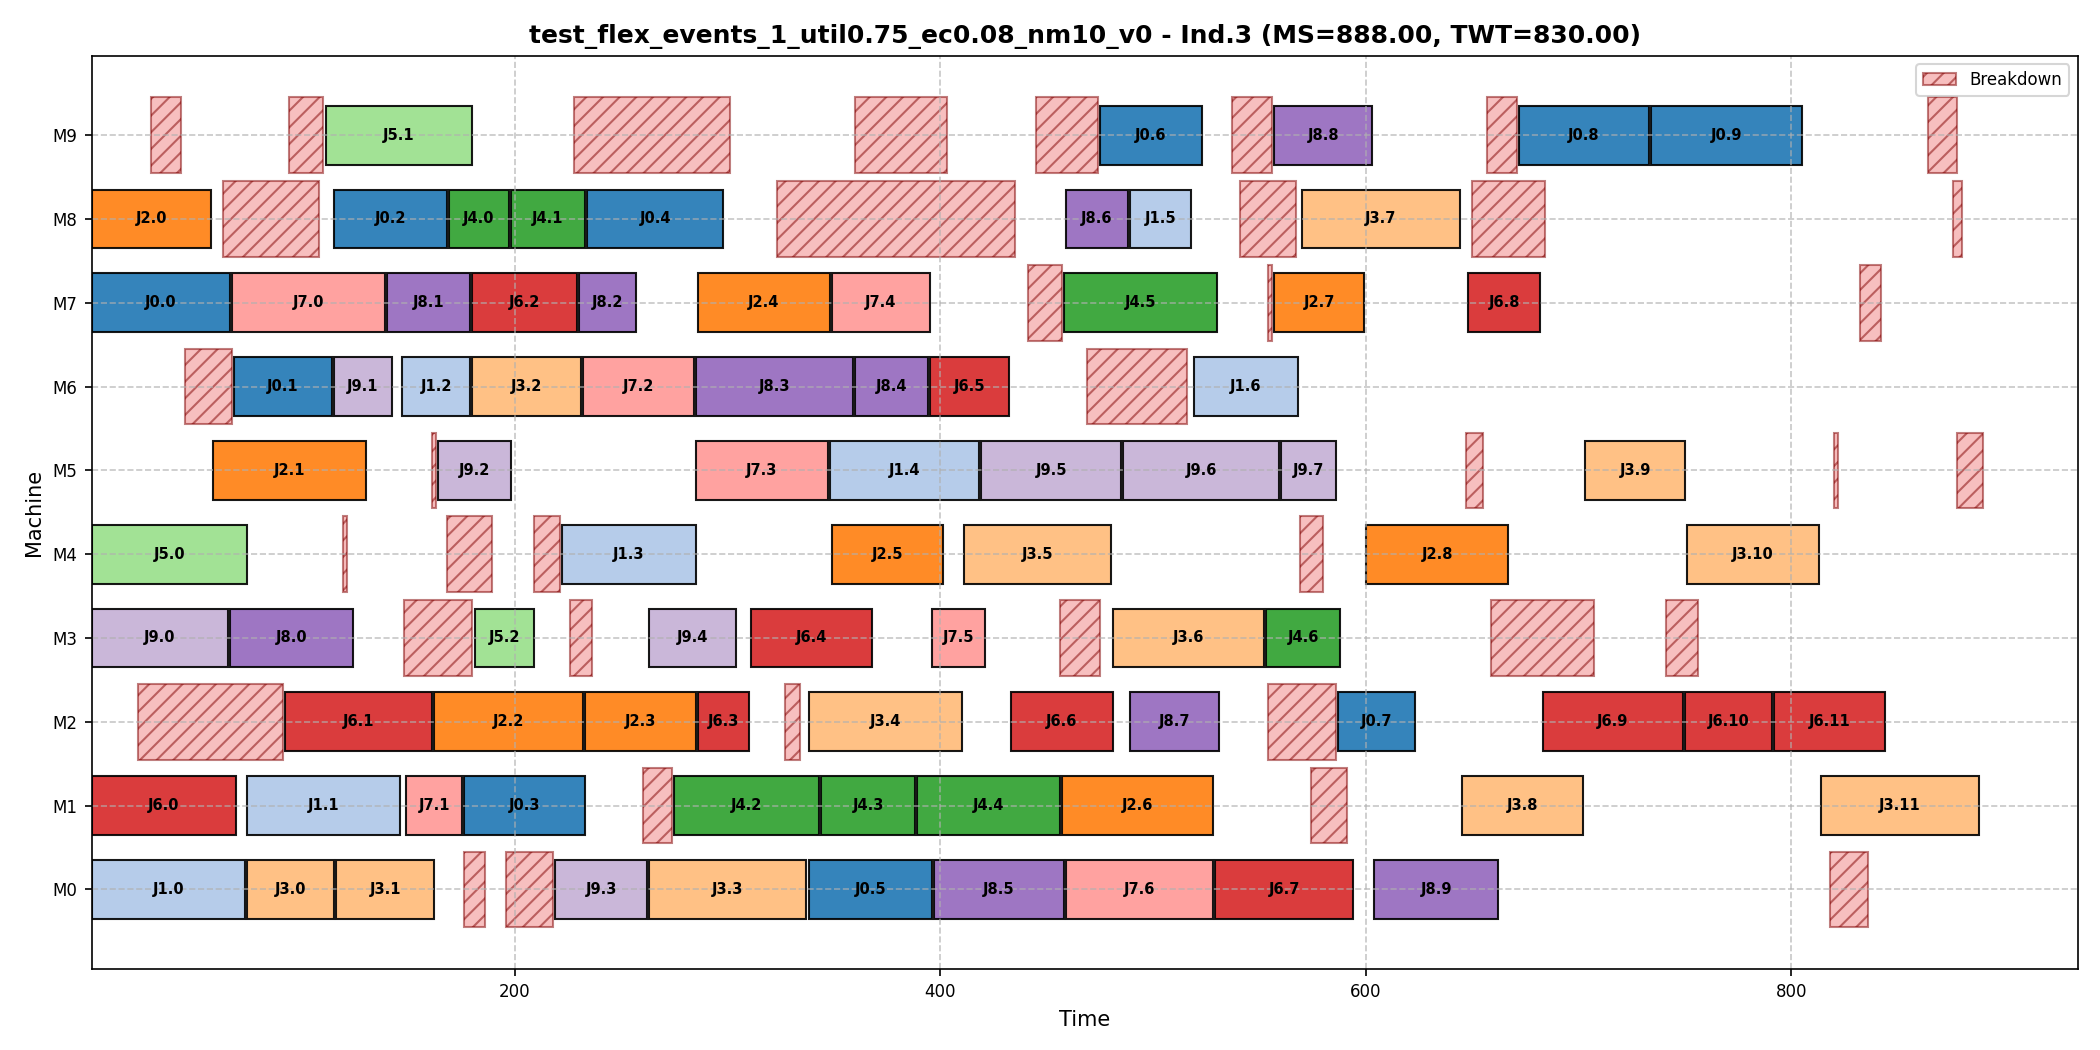 test_flex_events_1_util0.75_ec0.08_nm10_v0 - Ind.3 (MS=888.00, TWT=830.00)
Breakdown
M9 J5.1 J0.6 J8.8 J0.8 J0.9
M8 J2.0 J0.2 J4.0 J4.1 J0.4 J8.6 J1.5 J3.7
M7 J0.0 J7.0 J8.1 J6.2 J8.2 J2.4 J7.4 J4.5 J2.7 J6.8
M6 J0.1 J9.1 J1.2 J3.2 J7.2 J8.3 J8.4 J6.5 J1.6
M5 J2.1 J9.2 J7.3 J1.4 J9.5 J9.6 J9.7 J3.9
M4 J5.0 J1.3 J2.5 J3.5 J2.8 J3.10
M3 J9.0 J8.0 J5.2 J9.4 J6.4 J7.5 J3.6 J4.6
M2 J6.1 J2.2 J2.3 J6.3 J3.4 J6.6 J8.7 J0.7 J6.9 J6.10 J6.11
M1 J6.0 J1.1 J7.1 J0.3 J4.2 J4.3 J4.4 J2.6 J3.8 J3.11
M0 J1.0 J3.0 J3.1 J9.3 J3.3 J0.5 J8.5 J7.6 J6.7 J8.9
Machine
200 400 600 800
Time